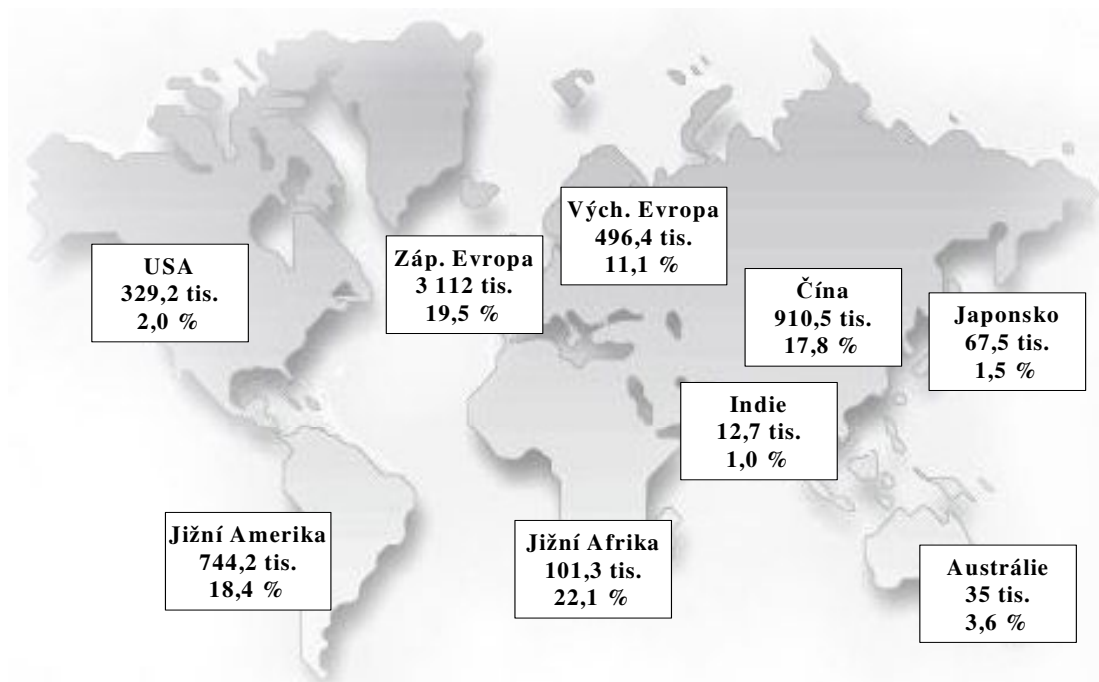 Vých. Evropa
496,4 tis.
11,1 %
Záp. Evropa
3 112 tis.
19,5 %
USA
329,2 tis.
2,0 %
Čína
910,5 tis.
17,8 %
Japonsko
67,5 tis.
1,5 %
Indie
12,7 tis.
1,0 %
Jižní Amerika
744,2 tis.
18,4 %
Jižní Afrika
101,3 tis.
22,1 %
Austrálie
35 tis.
3,6 %